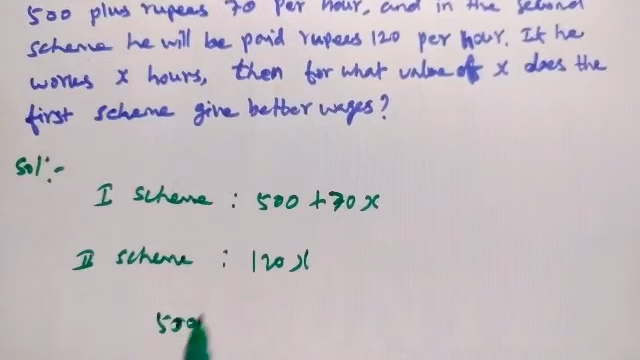 500 plus rupees 70 per hour, and in the second
scheme he will be paid rupees 120 per hour. If he
works x hours, then for what value of x does the
first scheme give better wages?
Sol:-
I scheme : 500 + 70x
II scheme : 120x
500